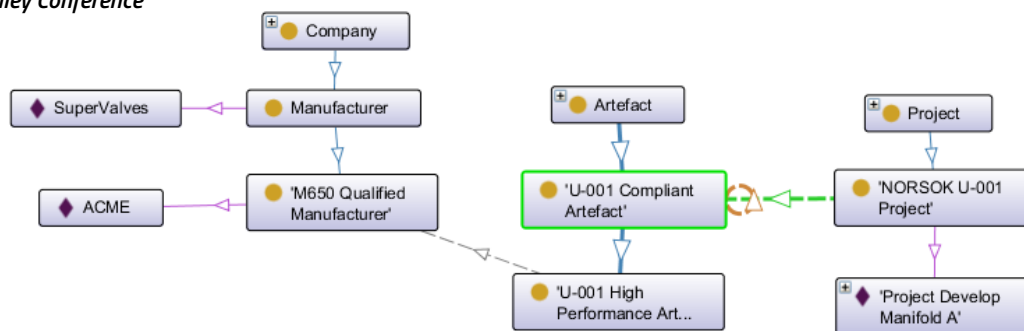 ley Conference
Company
SuperValves
Manufacturer
Artefact
Project
ACME
'M650 Qualified
Manufacturer'
'U-001 Compliant
Artefact'
'NORSOK U-001
Project'
'U-001 High
Performance Art...
'Project Develop
Manifold A'